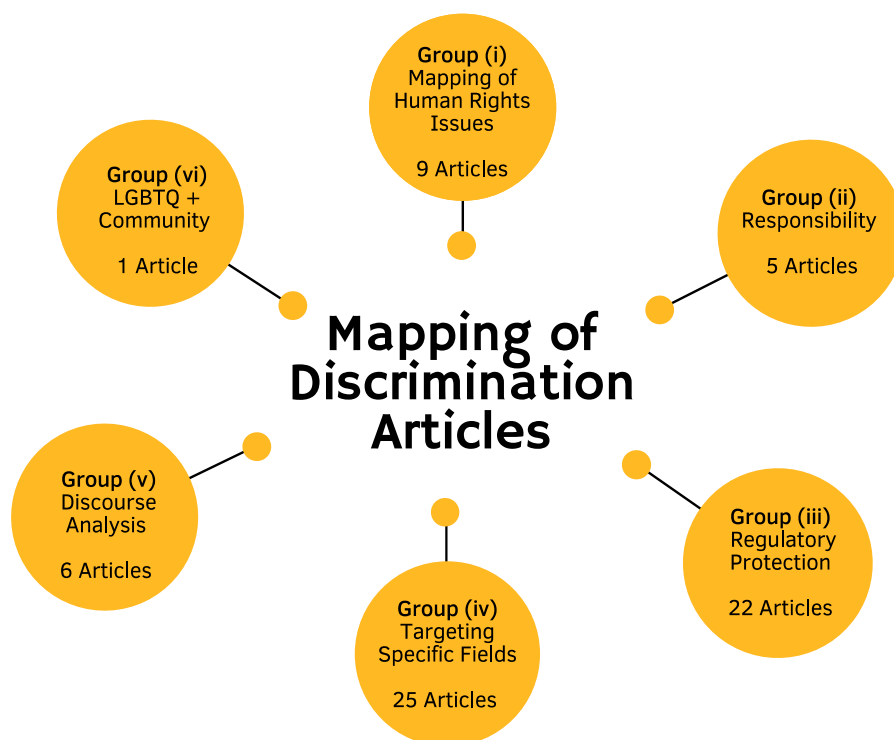 Group (i)
Mapping of
Human Rights
Issues
9 Articles
Group (vi)
LGBTQ +
Community
1 Article
Group (ii)
Responsibility
5 Articles
Mapping of
Discrimination
Articles
Group (v)
Discourse
Analysis
6 Articles
Group (iii)
Regulatory
Protection
22 Articles
Group (iv)
Targeting
Specific Fields
25 Articles